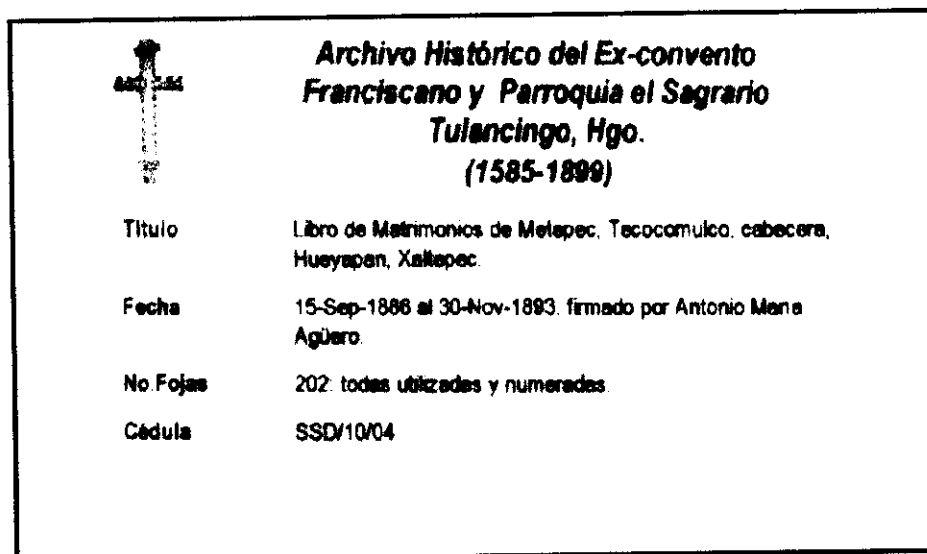 Archivo Histórico del Ex-convento
Franciscano y Parroquia el Sagrario
Tulancingo, Hgo.
(1585-1899)
Título Libro de Matrimonios de Metepec, Tecocomulco, cabecera,
Hueyapan, Xaltepec.
Fecha 15-Sep-1886 al 30-Nov-1893. firmado por Antonio Maria
Agüero.
No.Fojas 202: todas utilizadas y numeradas.
Cédula SSD/10/04